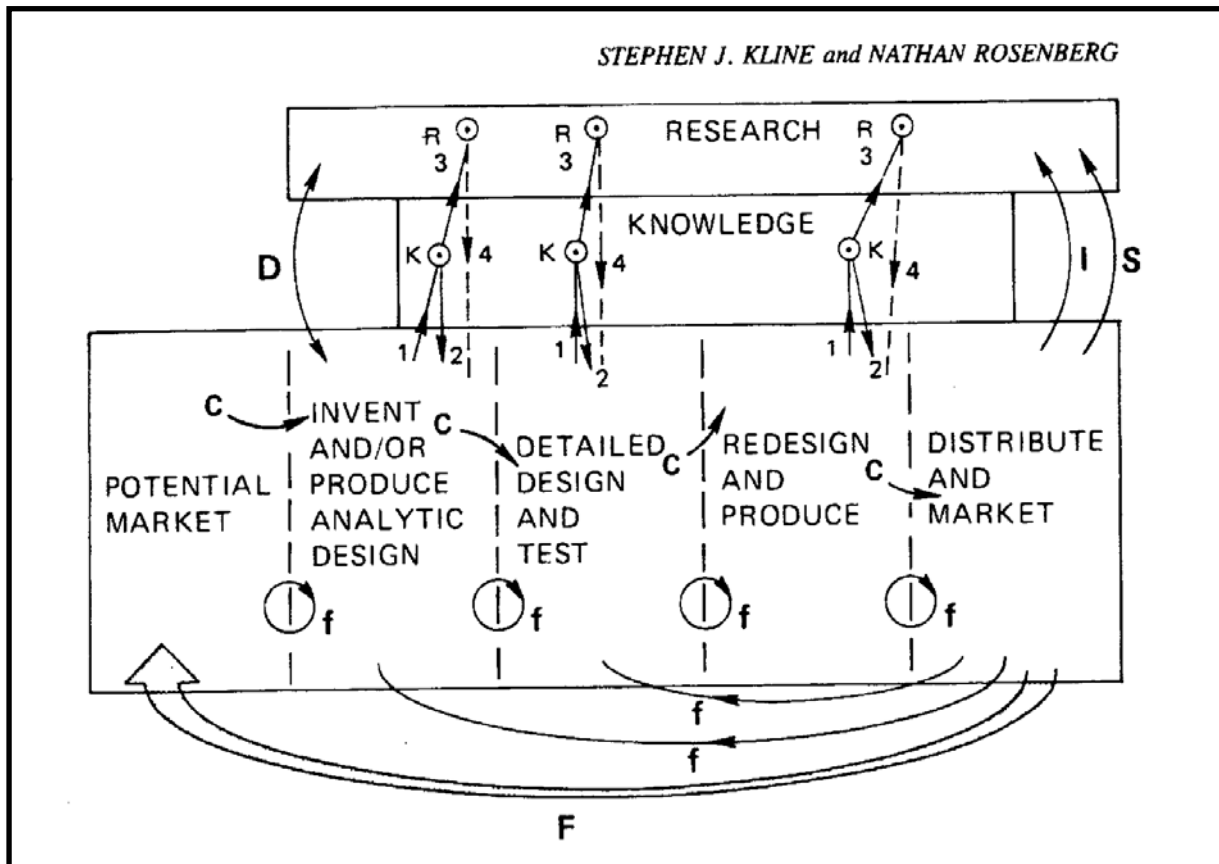 STEPHEN J. KLINE and NATHAN ROSENBERG
R
3
R
3
RESEARCH
R
3
KNOWLEDGE
K
4
K
4
K
4
D
I
S
1
2
1
2
1
2
C
INVENT
AND/OR
PRODUCE
ANALYTIC
DESIGN
POTENTIAL
MARKET
C
DETAILED
DESIGN
AND
TEST
C
REDESIGN
AND
PRODUCE
C
DISTRIBUTE
AND
MARKET
f
f
f
f
f
f
F